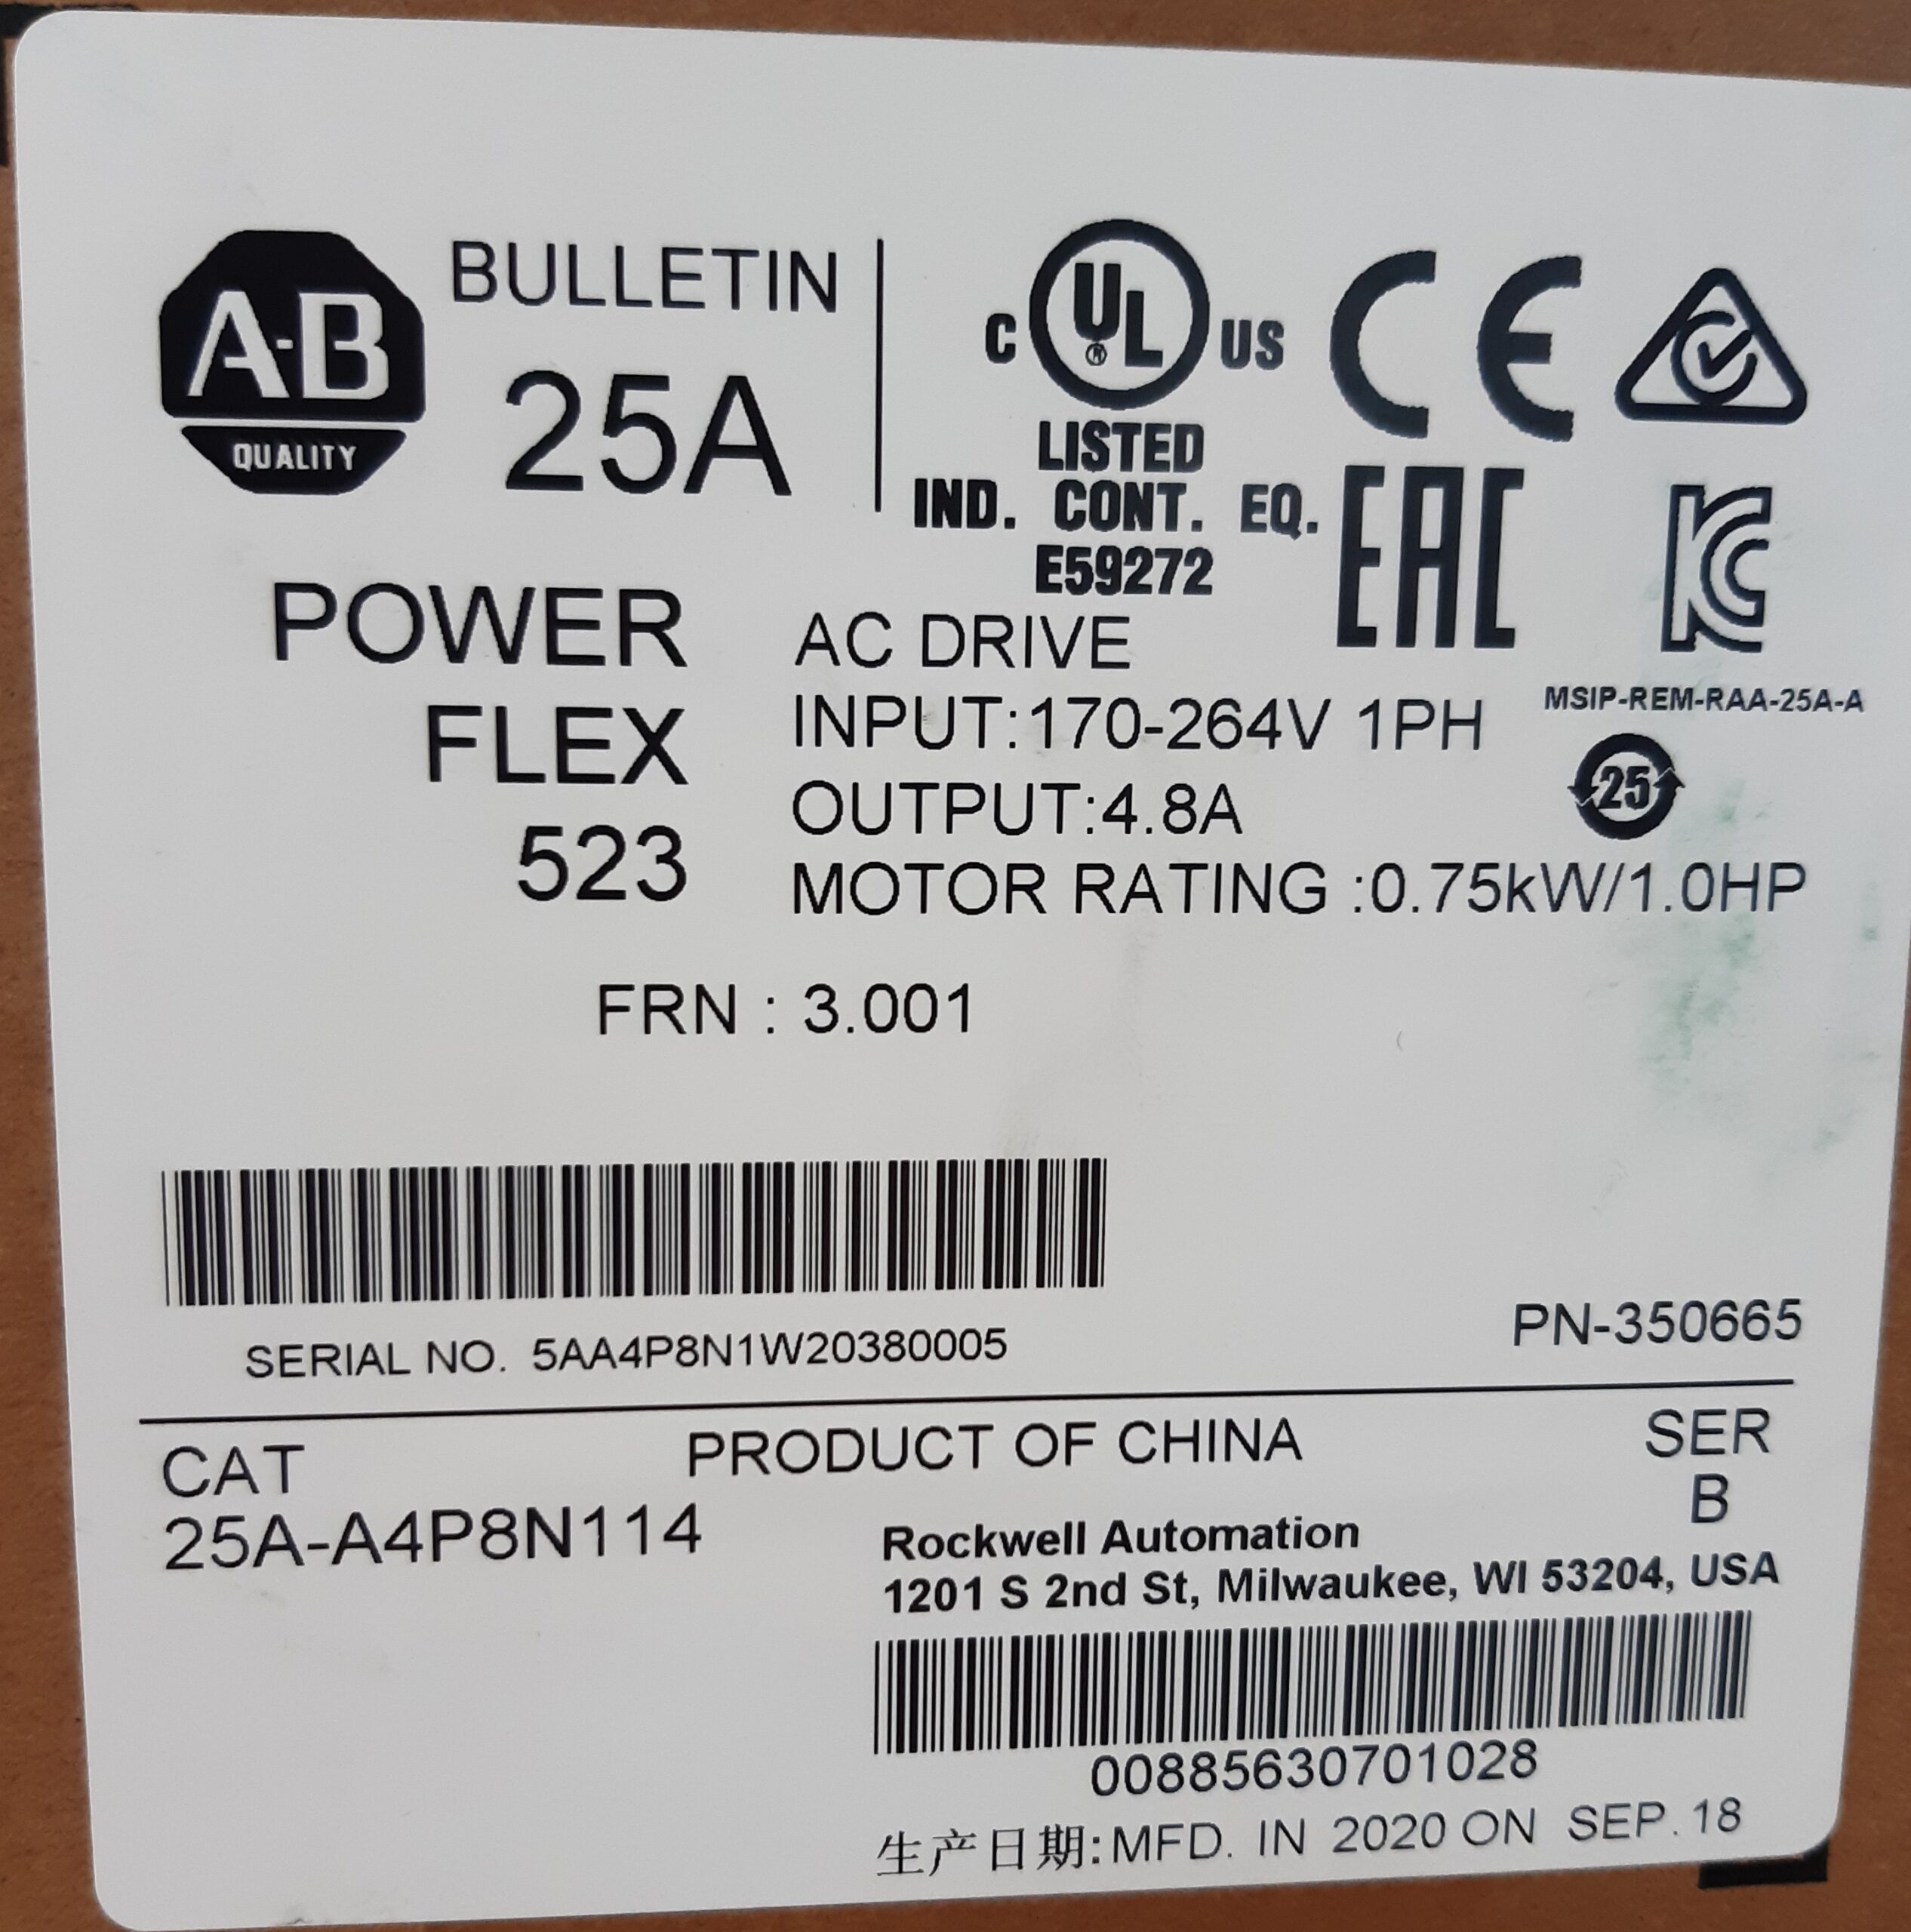 A-B
QUALITY
BULLETIN
25A
C UL® US
LISTED
IND. CONT. EQ.
E59272
CE
EAC
KC
MSIP-REM-RAA-25A-A
25
POWER
FLEX
523
AC DRIVE
INPUT:170-264V 1PH
OUTPUT:4.8A
MOTOR RATING :0.75kW/1.0HP
FRN : 3.001
SERIAL NO. 5AA4P8N1W20380005
PN-350665
CAT
25A-A4P8N114
PRODUCT OF CHINA
SER
B
Rockwell Automation
1201 S 2nd St, Milwaukee, WI 53204, USA
00885630701028
生产日期:MFD. IN 2020 ON SEP. 18